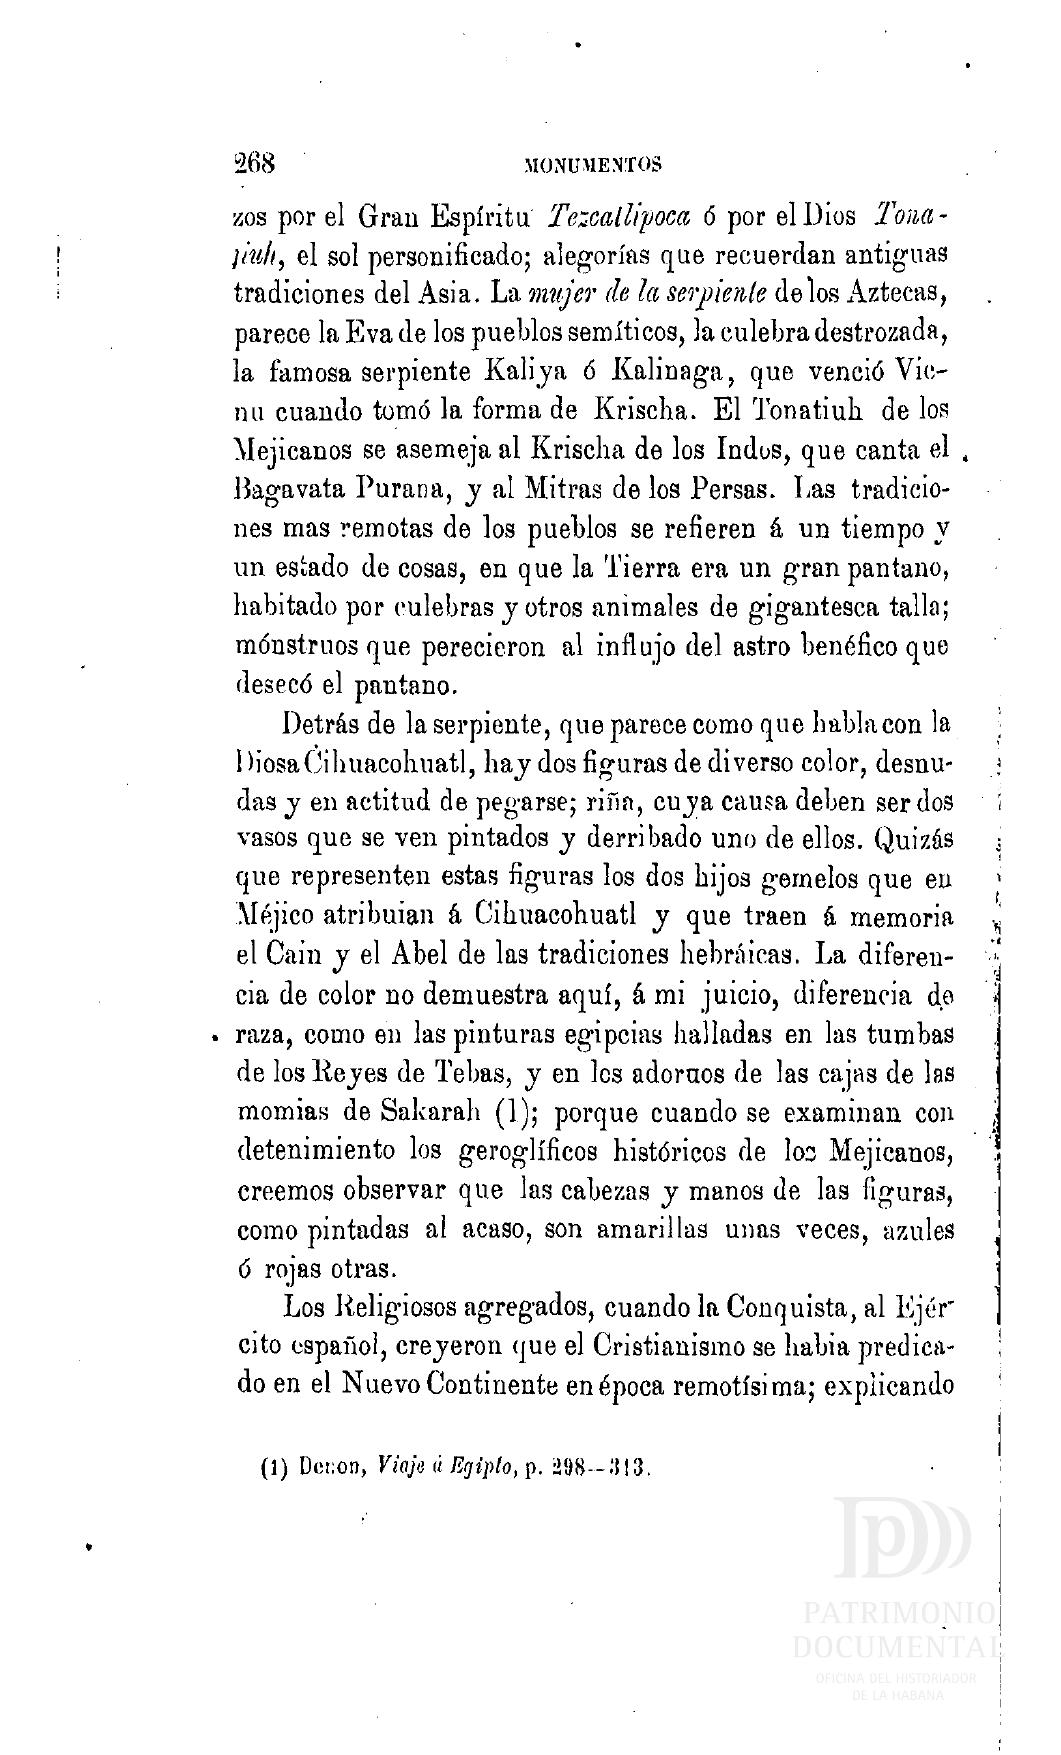 268 MONUMENTOS
zos por el Gran Espíritu Tezcatlipoca ó por el Dios Tona-
jiuh, el sol personificado; alegorías que recuerdan antiguas
tradiciones del Asia. La mujer de la serpiente de los Aztecas,
parece la Eva de los pueblos semíticos, la culebra destrozada,
la famosa serpiente Kaliya ó Kalinaga, que venció Vic-
nu cuando tomó la forma de Krischa. El Tonatiuh de los
Mejicanos se asemeja al Krischa de los Indos, que canta el
Bagavata Purana, y al Mitras de los Persas. Las tradicio-
nes mas remotas de los pueblos se refieren á un tiempo y
un estado de cosas, en que la Tierra era un gran pantano,
habitado por culebras y otros animales de gigantesca talla;
mónstruos que perecieron al influjo del astro benéfico que
desecó el pantano.
Detrás de la serpiente, que parece como que habla con la
Diosa Cihuacohuatl, hay dos figuras de diverso color, desnu-
das y en actitud de pegarse; riña, cuya causa deben ser dos
vasos que se ven pintados y derribado uno de ellos. Quizás
que representen estas figuras los dos hijos gemelos que en
Méjico atribuian á Cihuacohuatl y que traen á memoria
el Cain y el Abel de las tradiciones hebráicas. La diferen-
cia de color no demuestra aquí, á mi juicio, diferencia de
raza, como en las pinturas egipcias halladas en las tumbas
de los Reyes de Tebas, y en los adornos de las cajas de las
momias de Sakarah (1); porque cuando se examinan con
detenimiento los geroglíficos históricos de los Mejicanos,
creemos observar que las cabezas y manos de las figuras,
como pintadas al acaso, son amarillas unas veces, azules
ó rojas otras.
Los Religiosos agregados, cuando la Conquista, al Ejér-
cito español, creyeron que el Cristianismo se habia predica-
do en el Nuevo Continente en época remotísima; explicando
(1) Denon, Viaje á Egipto, p. 298--313.
PATRIMONIO
DOCUMENTAL
OFICINA DEL HISTORIADOR
DE LA HABANA